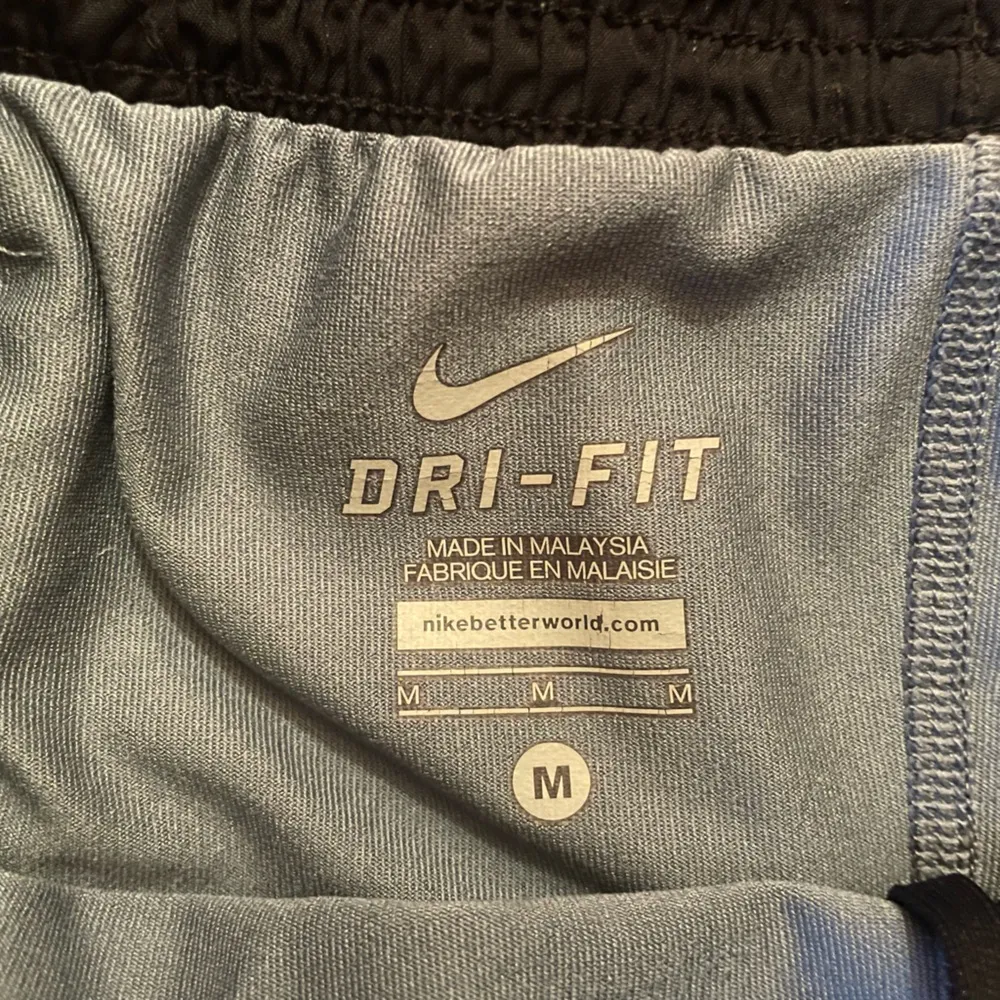 DRI-FIT
MADE IN MALAYSIA
FABRIQUE EN MALAISIE
nikebetterworld.com
M M M
M